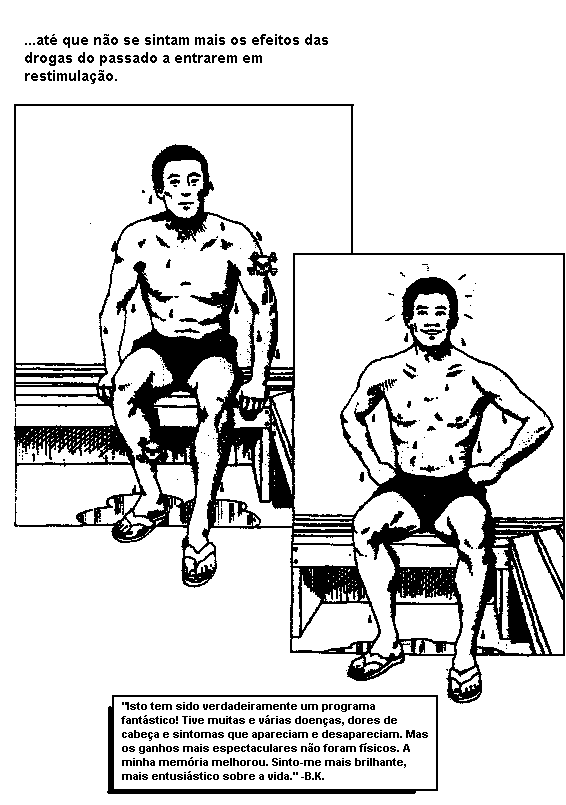 ...até que não se sintam mais os efeitos das
drogas do passado a entrarem em
restimulação.
"Isto tem sido verdadeiramente um programa
fantástico! Tive muitas e várias doenças, dores de
cabeça e sintomas que apareciam e desapareciam. Mas
os ganhos mais espectaculares não foram físicos. A
minha memória melhorou. Sinto-me mais brilhante,
mais entusiástico sobre a vida." -B.K.